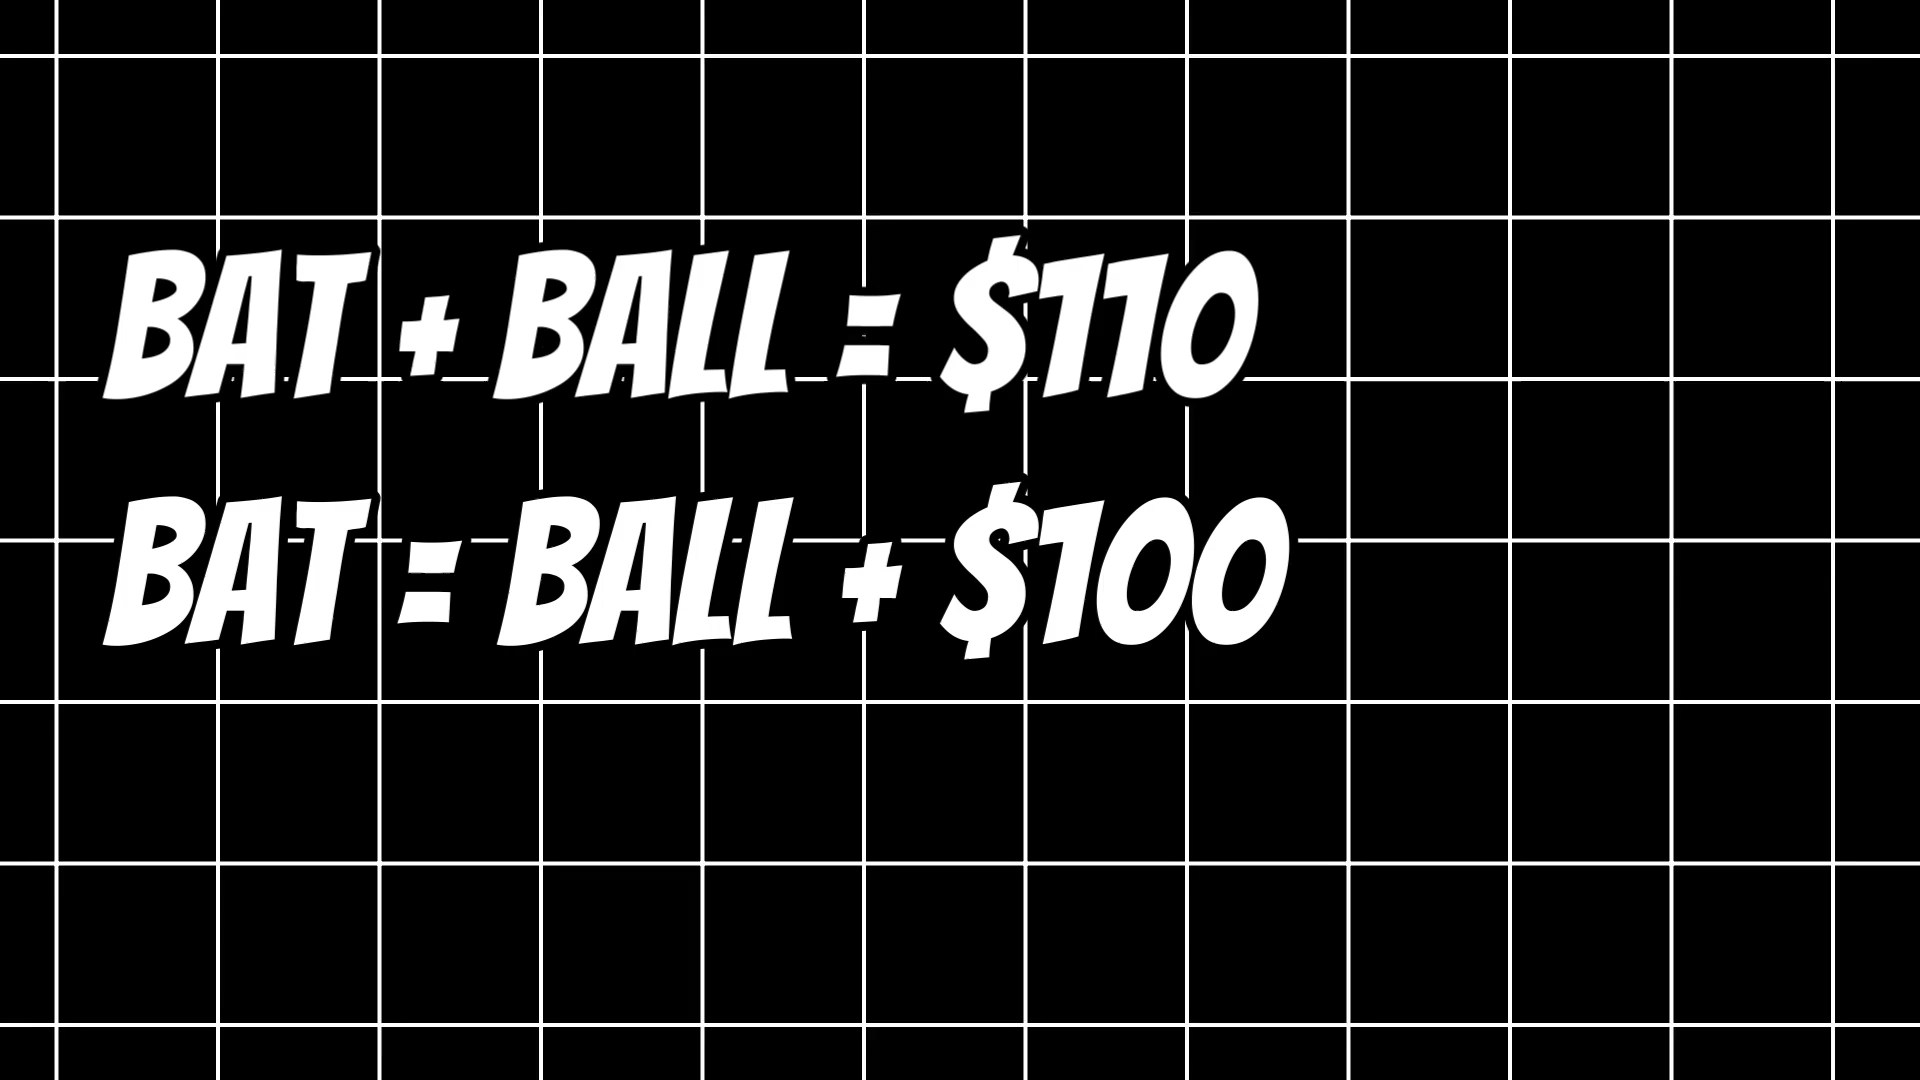 BAT + BALL = $110
BAT = BALL + $100